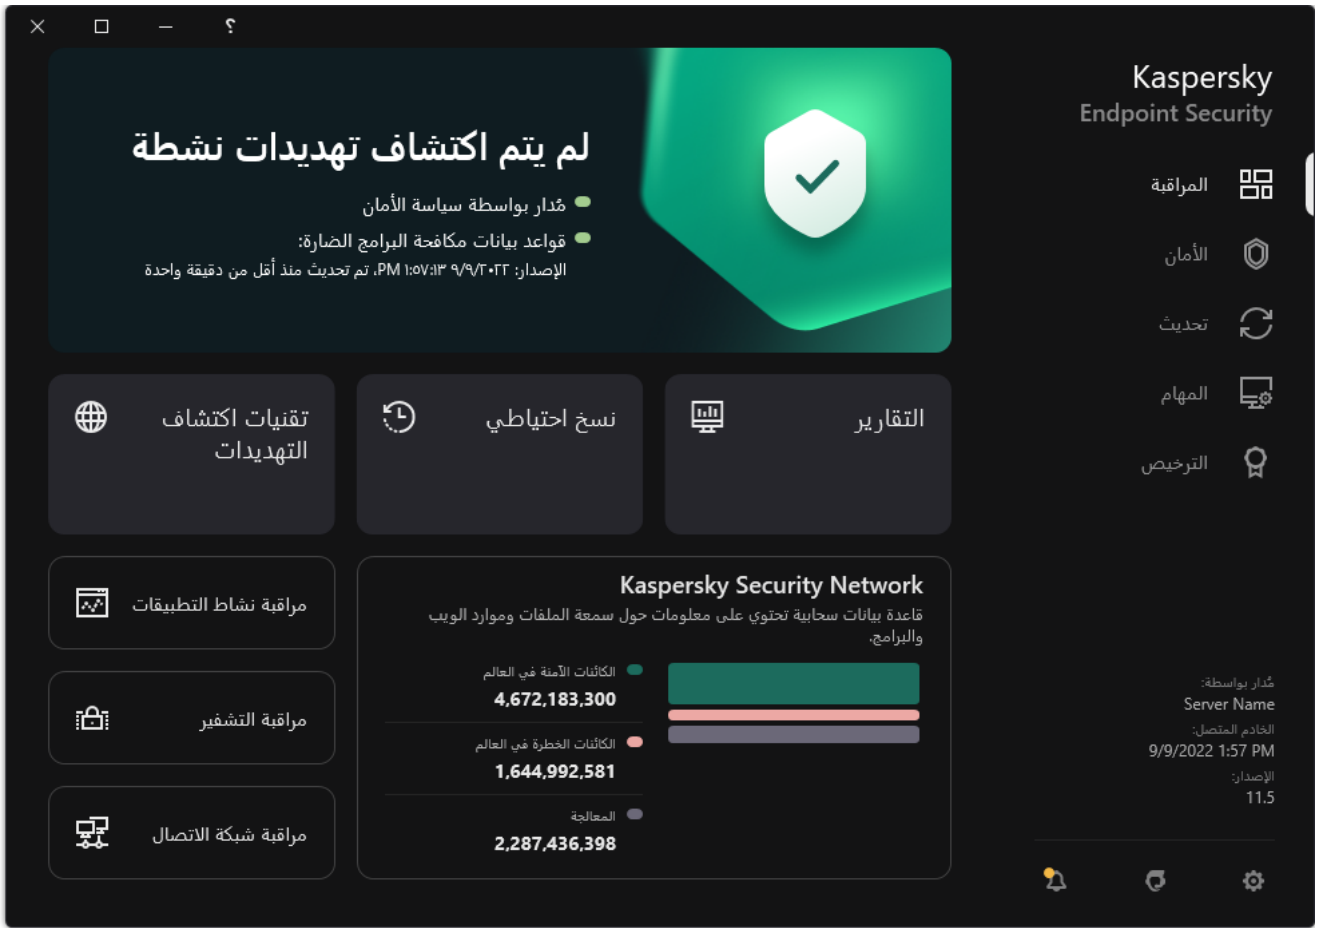 ؟
Kaspersky
Endpoint Security
المراقبة
الأمان
تحديث
المهام
الترخيص
مُدار بواسطة:
Server Name
الخادم المتصل:
9/9/2022 1:57 PM
الإصدار:
11.5
لم يتم اكتشاف تهديدات نشطة
مُدار بواسطة سياسة الأمان
قواعد بيانات مكافحة البرامج الضارة:
الإصدار: ٩/٩/٢٠٢٢ ١:٥٧:١٣ PM، تم تحديث منذ أقل من دقيقة واحدة
التقارير
نسخ احتياطي
تقنيات اكتشاف
التهديدات
Kaspersky Security Network
قاعدة بيانات سحابية تحتوي على معلومات حول سمعة الملفات وموارد الويب
والبرامج.
الكائنات الآمنة في العالم
4,672,183,300
الكائنات الخطرة في العالم
1,644,992,581
المعالجة
2,287,436,398
مراقبة نشاط التطبيقات
مراقبة التشفير
مراقبة شبكة الاتصال